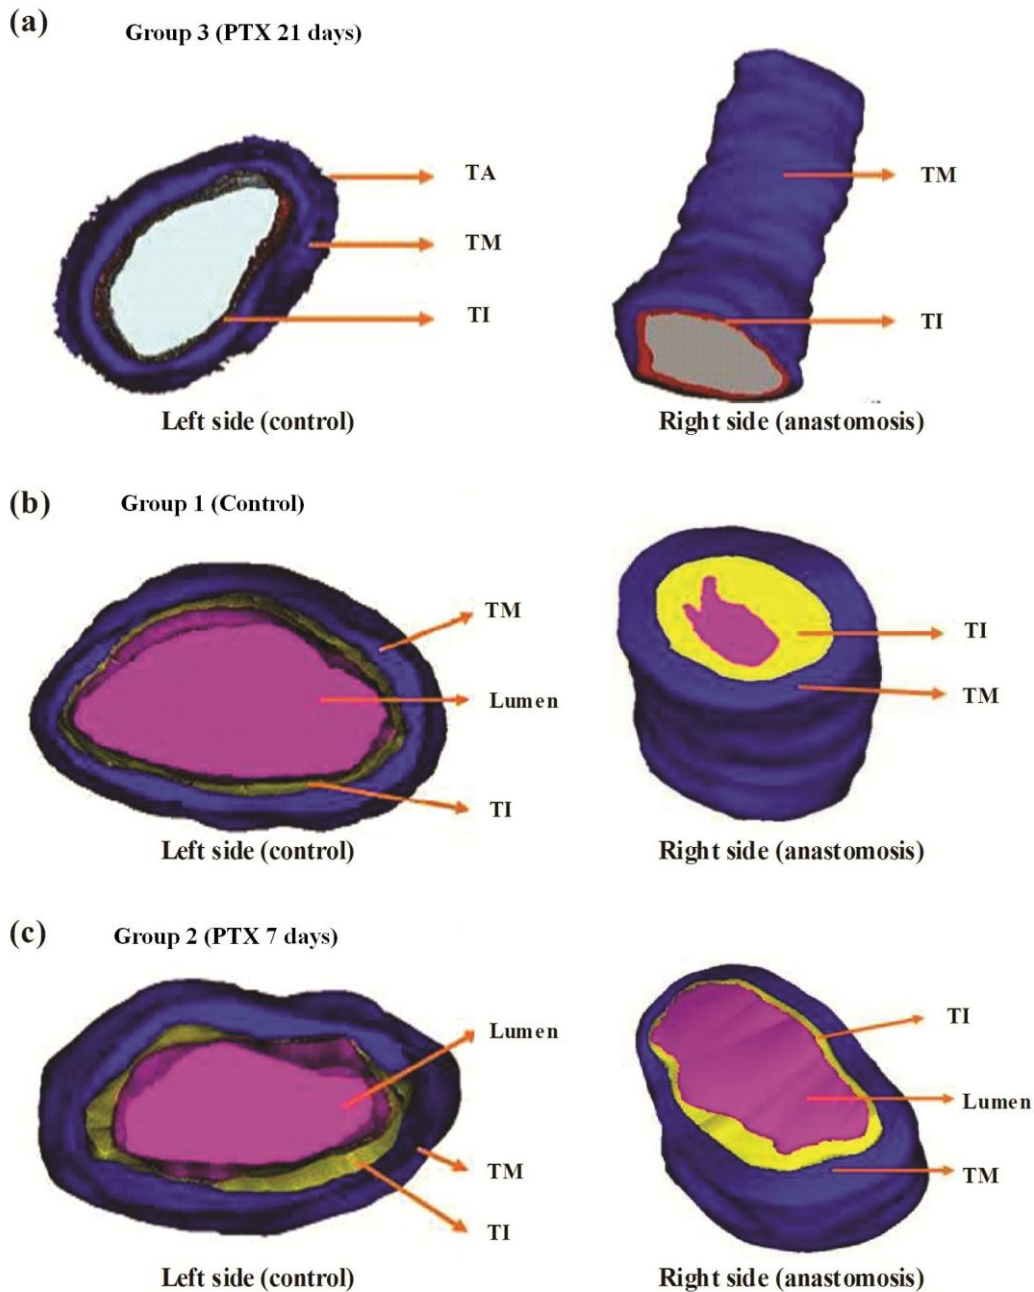 (a)
Group 3 (PTX 21 days)
TA
TM
TI
TM
TI
Left side (control)
Right side (anastomosis)
(b)
Group 1 (Control)
TM
Lumen
TI
TI
TM
Left side (control)
Right side (anastomosis)
(c)
Group 2 (PTX 7 days)
Lumen
TM
TI
TI
Lumen
TM
Left side (control)
Right side (anastomosis)